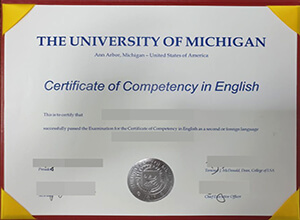 THE UNIVERSITY OF MICHIGAN
Ann Arbor, Michigan – United States of America
Certificate of Competency in English
This is to certify that
successfully passed the Examination for the Certificate of Competency in English as a second or foreign language